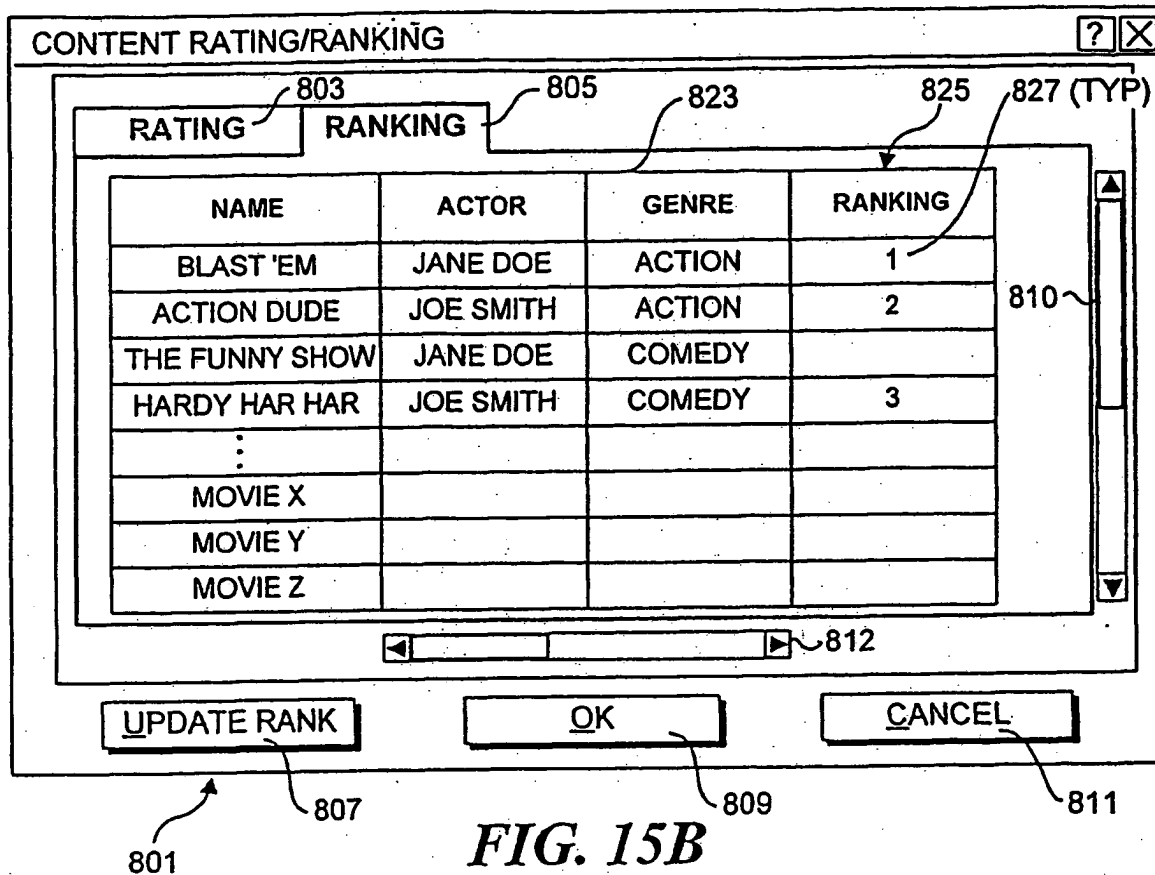 CONTENT RATING/RANKING ? X
803 805 823 825 827 (TYP)
RATING RANKING
NAME ACTOR GENRE RANKING
BLAST 'EM JANE DOE ACTION 1
ACTION DUDE JOE SMITH ACTION 2
810
THE FUNNY SHOW JANE DOE COMEDY
HARDY HAR HAR JOE SMITH COMEDY 3
⋮
MOVIE X
MOVIE Y
MOVIE Z
812
UPDATE RANK OK CANCEL
807 809 811
801
FIG. 15B